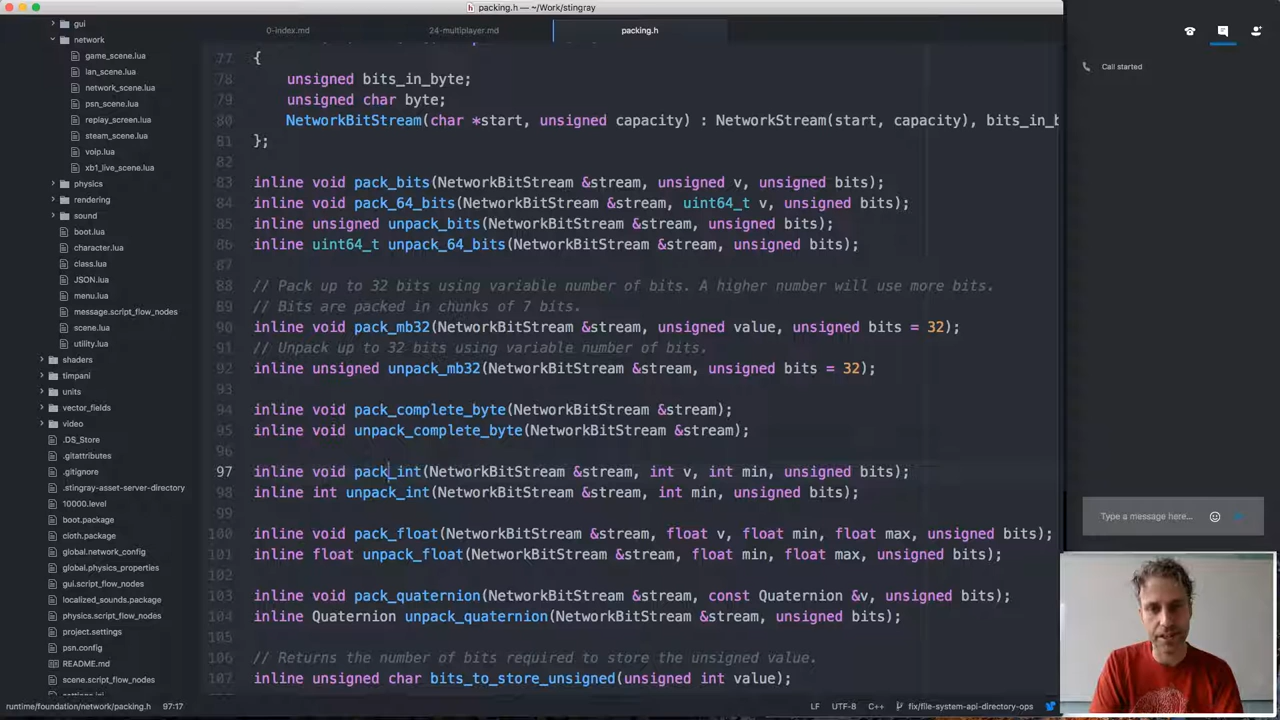 packing.h — ~/Work/stingray
gui
network
game_scene.lua
lan_scene.lua
network_scene.lua
psn_scene.lua
replay_screen.lua
steam_scene.lua
voip.lua
xb1_live_scene.lua
physics
rendering
sound
boot.lua
character.lua
class.lua
JSON.lua
menu.lua
message.script_flow_nodes
scene.lua
utility.lua
shaders
timpani
units
vector_fields
video
.DS_Store
.gitattributes
.gitignore
.stingray-asset-server-directory
10000.level
boot.package
cloth.package
global.network_config
global.physics_properties
gui.script_flow_nodes
localized_sounds.package
physics.script_flow_nodes
project.settings
psn.config
README.md
scene.script_flow_nodes
settings.ini
0-index.md
24-multiplayer.md
packing.h
77 {
78 unsigned bits_in_byte;
79 unsigned char byte;
80 NetworkBitStream(char *start, unsigned capacity) : NetworkStream(start, capacity), bits_in_b
81 };
82
83 inline void pack_bits(NetworkBitStream &stream, unsigned v, unsigned bits);
84 inline void pack_64_bits(NetworkBitStream &stream, uint64_t v, unsigned bits);
85 inline unsigned unpack_bits(NetworkBitStream &stream, unsigned bits);
86 inline uint64_t unpack_64_bits(NetworkBitStream &stream, unsigned bits);
87
88 // Pack up to 32 bits using variable number of bits. A higher number will use more bits.
89 // Bits are packed in chunks of 7 bits.
90 inline void pack_mb32(NetworkBitStream &stream, unsigned value, unsigned bits = 32);
91 // Unpack up to 32 bits using variable number of bits.
92 inline unsigned unpack_mb32(NetworkBitStream &stream, unsigned bits = 32);
93
94 inline void pack_complete_byte(NetworkBitStream &stream);
95 inline void unpack_complete_byte(NetworkBitStream &stream);
96
97 inline void pack_int(NetworkBitStream &stream, int v, int min, unsigned bits);
98 inline int unpack_int(NetworkBitStream &stream, int min, unsigned bits);
99
100 inline void pack_float(NetworkBitStream &stream, float v, float min, float max, unsigned bits);
101 inline float unpack_float(NetworkBitStream &stream, float min, float max, unsigned bits);
102
103 inline void pack_quaternion(NetworkBitStream &stream, const Quaternion &v, unsigned bits);
104 inline Quaternion unpack_quaternion(NetworkBitStream &stream, unsigned bits);
105
106 // Returns the number of bits required to store the unsigned value.
107 inline unsigned char bits_to_store_unsigned(unsigned int value);
runtime/foundation/network/packing.h 97:17
LF UTF-8 C++ fix/file-system-api-directory-ops
Call started
Type a message here...